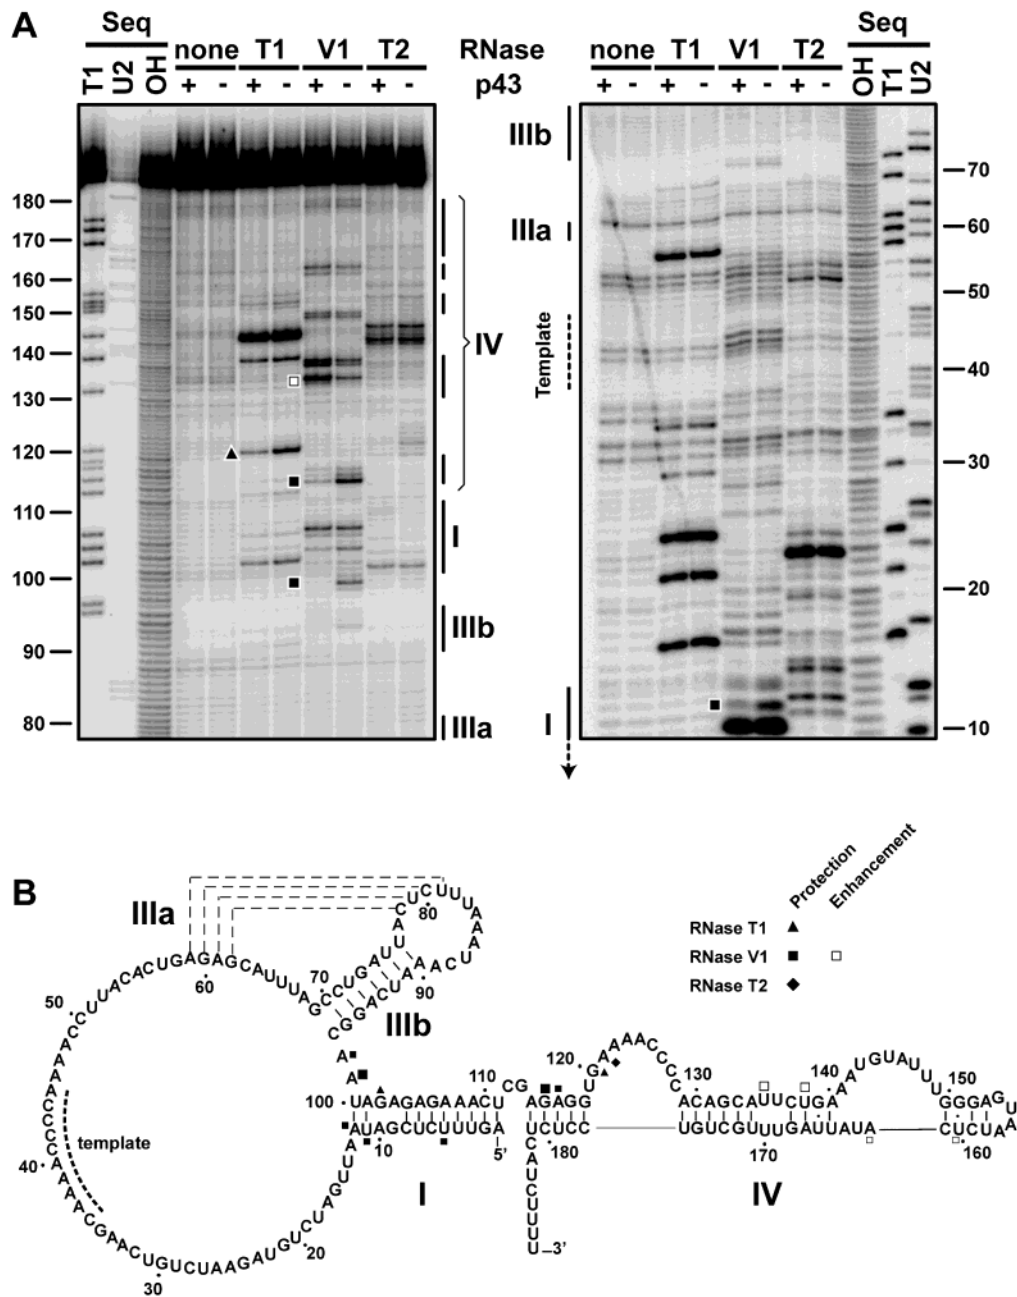 A
Seq
none T1 V1 T2
RNase
none T1 V1 T2
Seq
T1 U2 OH
+ - + - + - + -
p43
+ - + - + - + -
OH T1 U2
180
170
160
150
140
130
120
110
100
90
80
IV
I
IIIb
IIIa
IIIb
IIIa
Template
I
70
60
50
40
30
20
10
B
Protection
Enhancement
RNase T1
RNase V1
RNase T2
IIIa
IIIb
80
70
60
90
50
template
40
30
20
100
10
110
5'
I
120
130
140
150
160
170
180
IV
3'